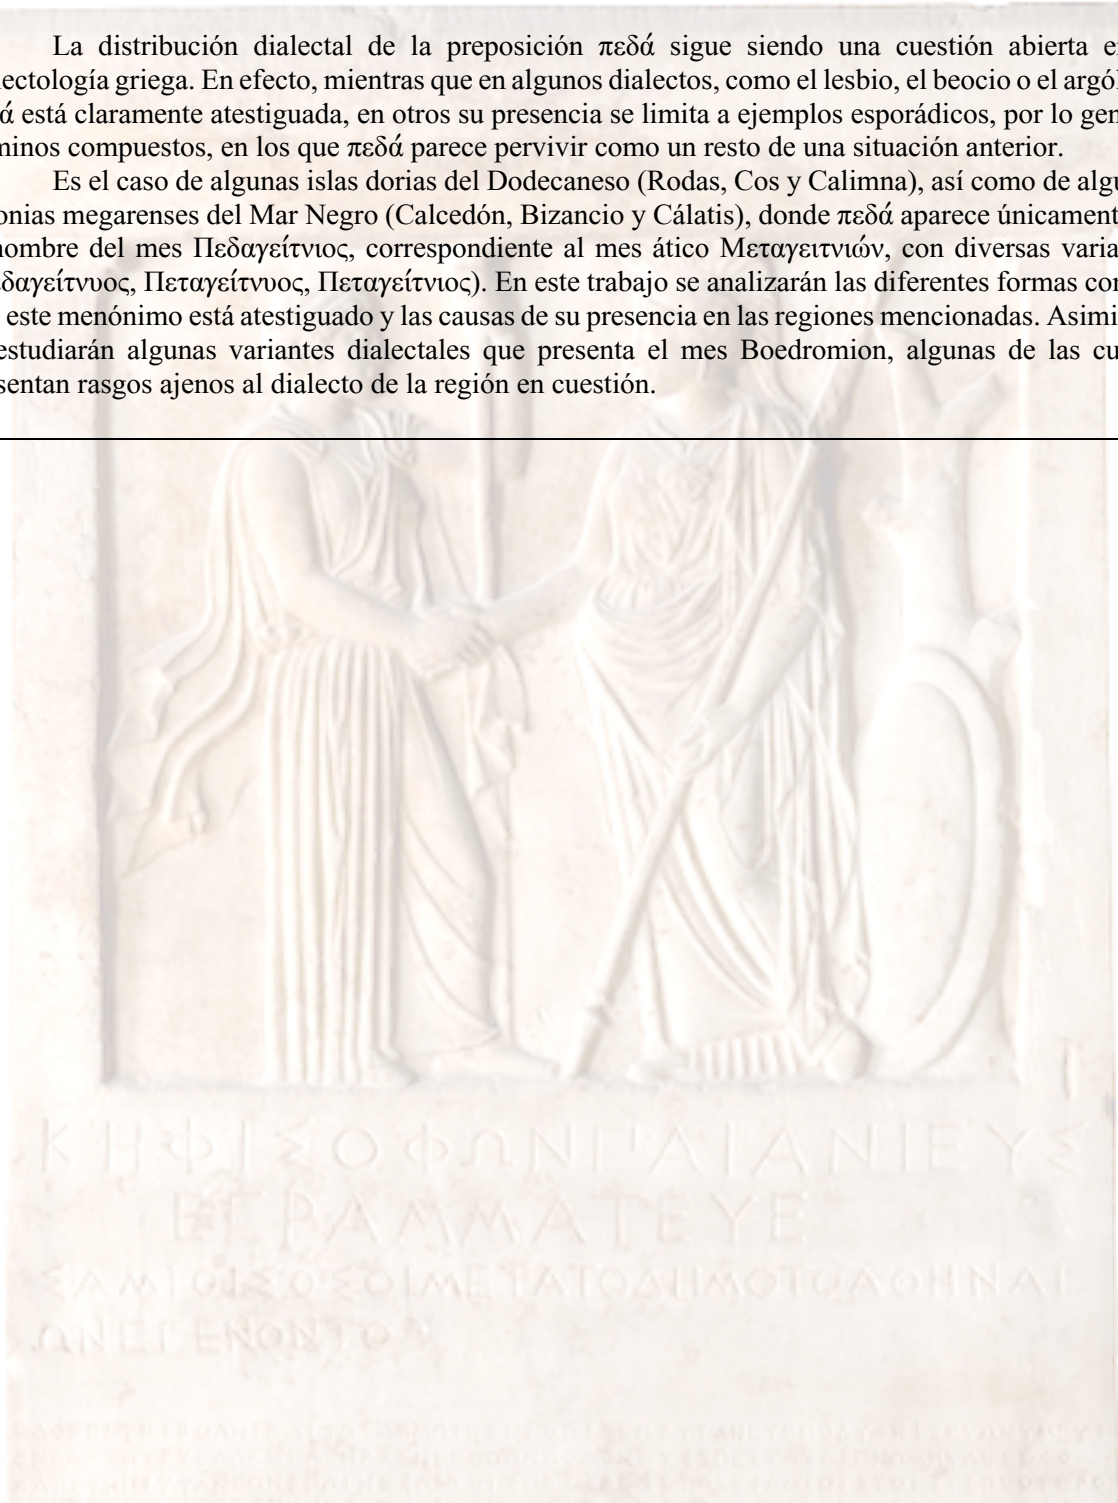 La distribución dialectal de la preposición πεδά sigue siendo una cuestión abierta e
lectología griega. En efecto, mientras que en algunos dialectos, como el lesbio, el beocio o el argól
ά está claramente atestiguada, en otros su presencia se limita a ejemplos esporádicos, por lo gen
minos compuestos, en los que πεδά parece pervivir como un resto de una situación anterior.
Es el caso de algunas islas dorias del Dodecaneso (Rodas, Cos y Calimna), así como de algu
onias megarenses del Mar Negro (Calcedón, Bizancio y Cálatis), donde πεδά aparece únicament
nombre del mes Πεδαγείτνιος, correspondiente al mes ático Μεταγειτνιών, con diversas varia
δαγείτνυος, Πεταγείτνυος, Πεταγείτνιος). En este trabajo se analizarán las diferentes formas con
este menónimo está atestiguado y las causas de su presencia en las regiones mencionadas. Asimi
estudiarán algunas variantes dialectales que presenta el mes Boedromion, algunas de las cu
sentan rasgos ajenos al dialecto de la región en cuestión.
ΚΗΦΙΣΟΦΩΝΠΑΙΑΝΙΕΥΣ
ΕΓΡΑΜΜΑΤΕΥΕ
ΣΑΜΙΟΙΣΟΣΟΙΜΕΤΑΤΟΔΗΜΟΤΟΑΘΗΝΑΙ
ΩΝΕΓΕΝΟΝΤΟ